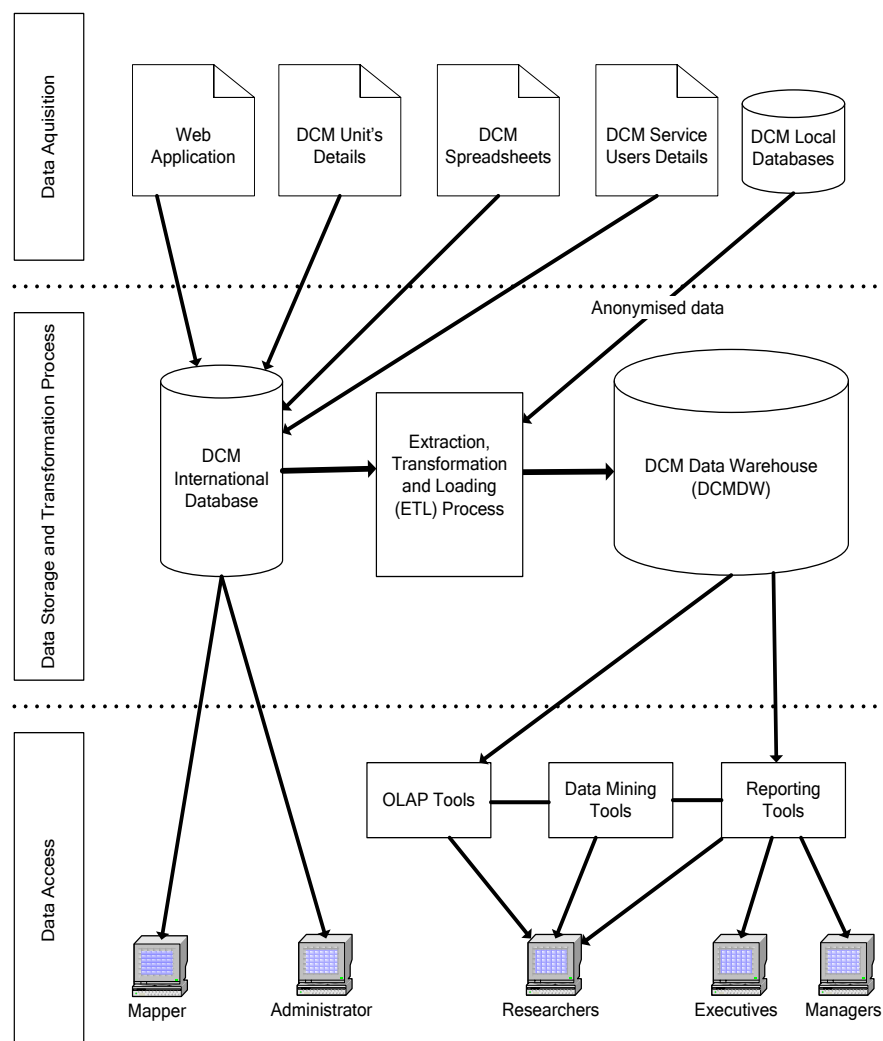 Data Aquisition
Web
Application
DCM Unit's
Details
DCM
Spreadsheets
DCM Service
Users Details
DCM Local
Databases
Anonymised data
Data Storage and Transformation Process
DCM
International
Database
Extraction,
Transformation
and Loading
(ETL) Process
DCM Data Warehouse
(DCMDW)
Data Access
OLAP Tools
Data Mining
Tools
Reporting
Tools
Mapper
Administrator
Researchers
Executives
Managers